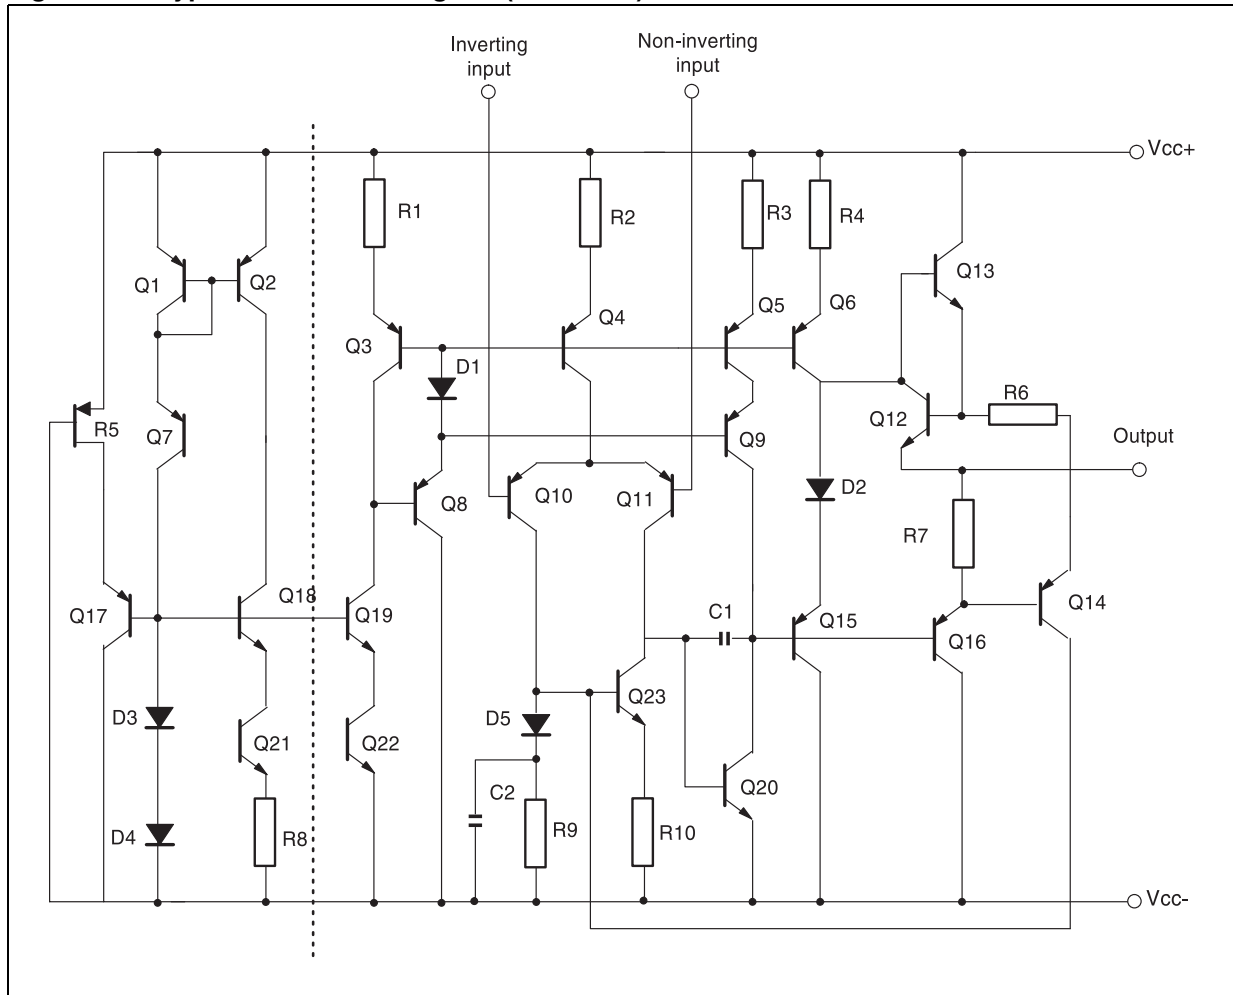 Inverting
input
Non-inverting
input
Vcc+
R1
R2
R3
R4
Q1
Q2
Q13
Q3
Q4
Q5
Q6
D1
R5
Q7
Q12
R6
Output
Q8
Q10
Q11
Q9
D2
R7
Q17
Q18
Q19
C1
Q15
Q16
Q14
Q23
D3
Q21
Q22
D5
C2
Q20
D4
R8
R9
R10
Vcc-